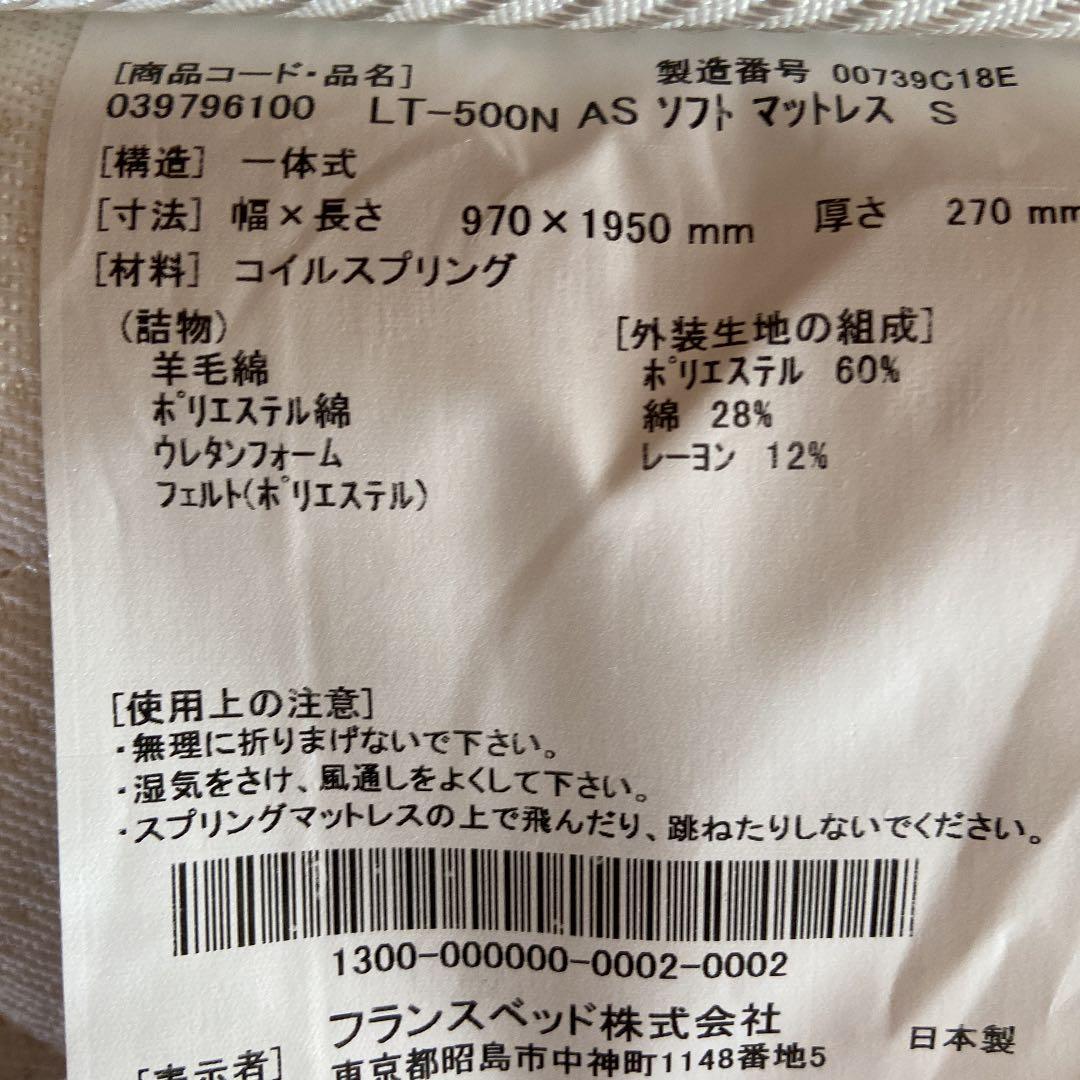 [商品コード・品名] 製造番号 00739C18E
039796100 LT-500N AS ソフト マットレス S
[構造] 一体式
[寸法] 幅×長さ 970×1950 mm 厚さ 270 mm
[材料] コイルスプリング
(詰物) [外装生地の組成]
羊毛綿 ポリエステル 60%
ポリエステル綿 綿 28%
ウレタンフォーム レーヨン 12%
フェルト(ポリエステル)
[使用上の注意]
・無理に折りまげないで下さい。
・湿気をさけ、風通しをよくして下さい。
・スプリングマットレスの上で飛んだり、跳ねたりしないでください。
1300-000000-0002-0002
フランスベッド株式会社 日本製
[表示者] 東京都昭島市中神町1148番地5